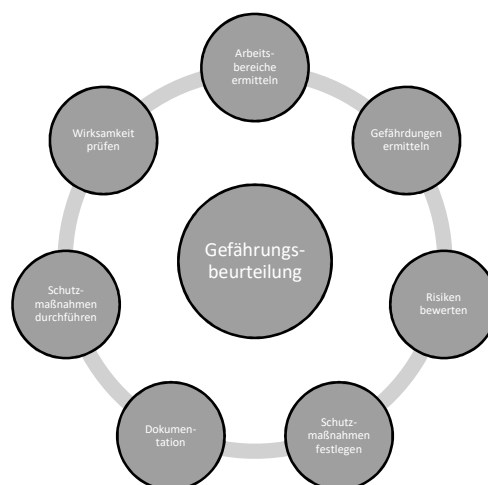 Arbeits-
bereiche
ermitteln
Gefährdungen
ermitteln
Risiken
bewerten
Schutz-
maßnahmen
festlegen
Dokumen-
tation
Schutz-
maßnahmen
durchführen
Wirksamkeit
prüfen
Gefährungs-
beurteilung